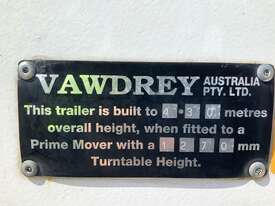 VAWDREY AUSTRALIA PTY. LTD.
This trailer is built to 4.30 metres
overall height, when fitted to a
Prime Mover with a 1270 mm
Turntable Height.